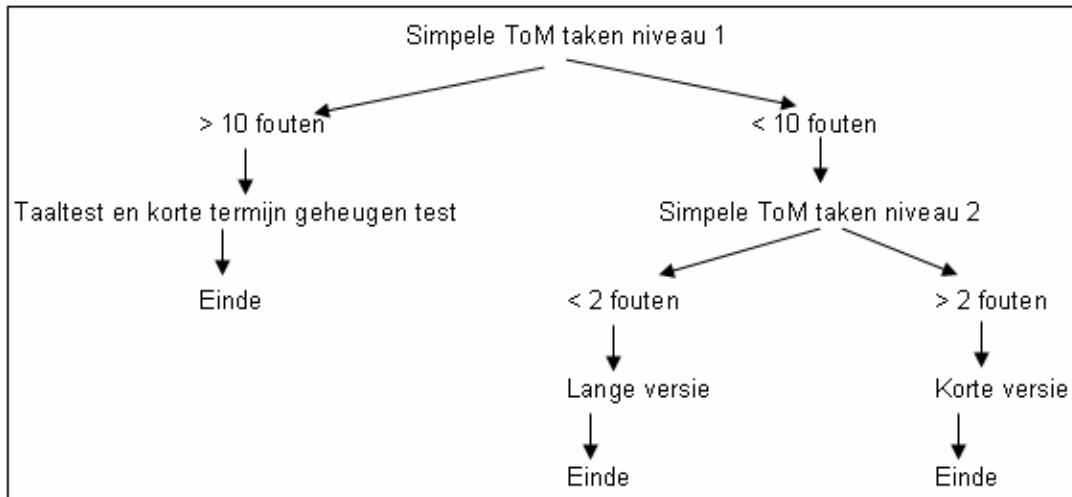 Simpele ToM taken niveau 1
> 10 fouten
< 10 fouten
Taaltest en korte termijn geheugen test
Simpele ToM taken niveau 2
Einde
< 2 fouten
> 2 fouten
Lange versie
Korte versie
Einde
Einde